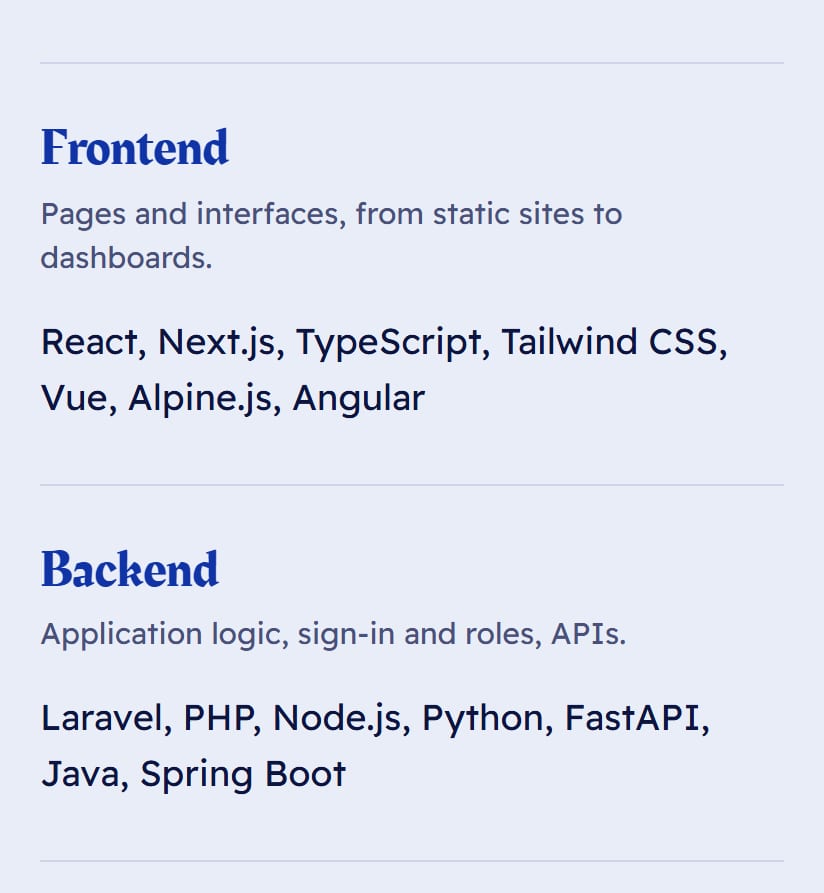 Frontend
Pages and interfaces, from static sites to
dashboards.
React, Next.js, TypeScript, Tailwind CSS,
Vue, Alpine.js, Angular
Backend
Application logic, sign-in and roles, APIs.
Laravel, PHP, Node.js, Python, FastAPI,
Java, Spring Boot